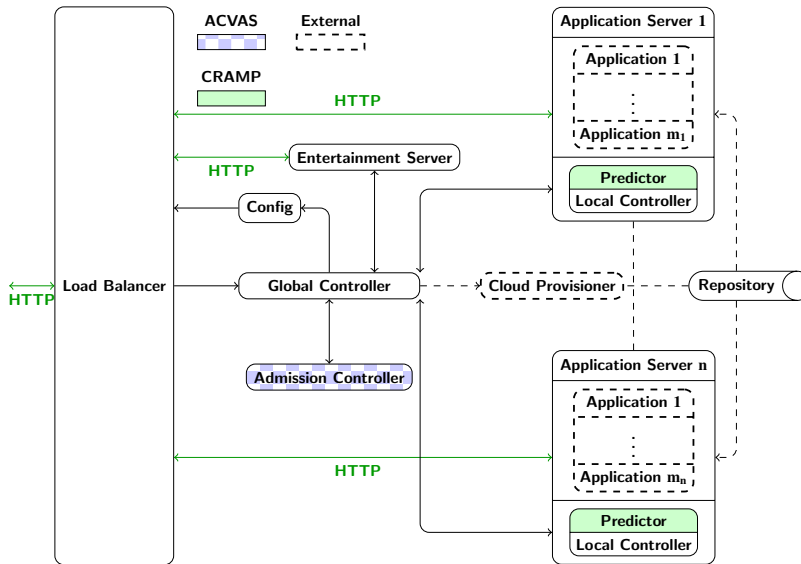 ACVAS
External
CRAMP
HTTP
HTTP
Entertainment Server
Config
HTTP
Load Balancer
Global Controller
Cloud Provisioner
Repository
Admission Controller
HTTP
Application Server 1
Application 1
⋮
Application m₁
Predictor
Local Controller
Application Server n
Application 1
⋮
Application mₙ
Predictor
Local Controller